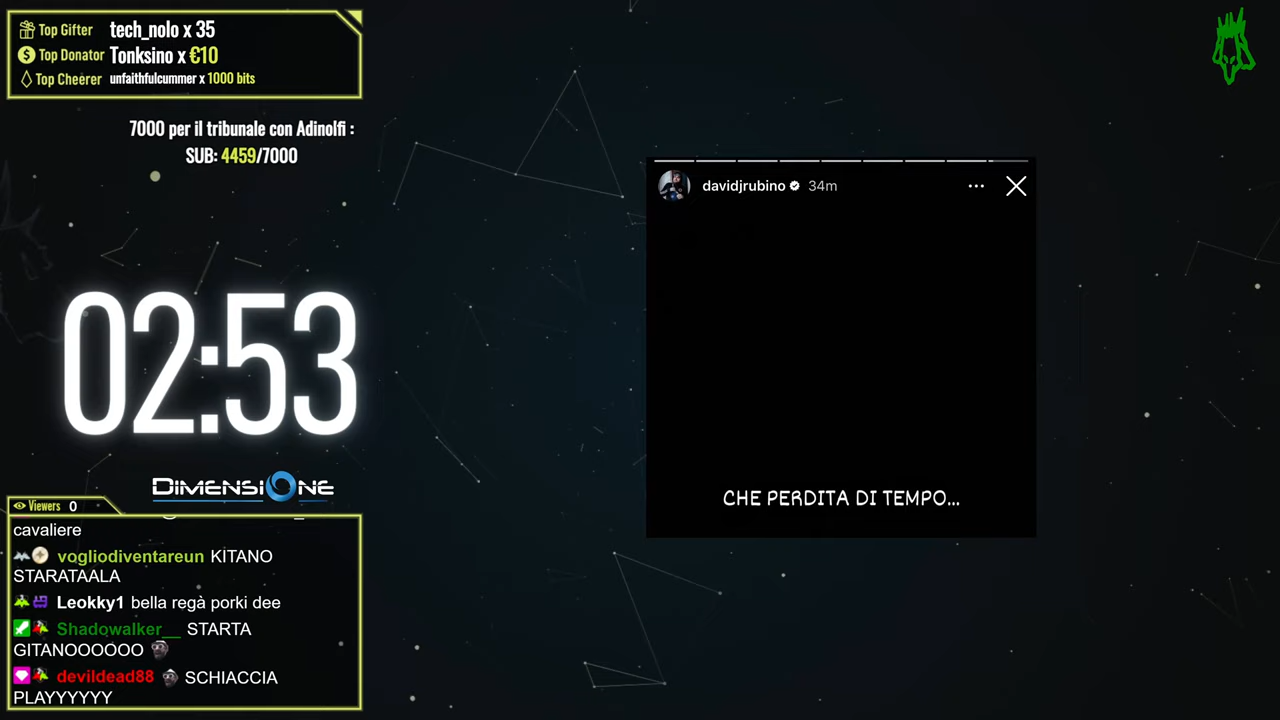 Top Gifter tech_nolo x 35
Top Donator Tonksino x €10
Top Cheerer unfaithfulcummer x 1000 bits
7000 per il tribunale con Adinolfi :
SUB: 4459/7000
davidjrubino 34m
CHE PERDITA DI TEMPO...
02:53
DIMENSIONE
Viewers 0
cavaliere
vogliodiventareun KITANO
STARATAALA
Leokky1 bella regà porki dee
Shadowalker__ STARTA
GITANOOOOOO
devildead88 SCHIACCIA
PLAYYYYYY